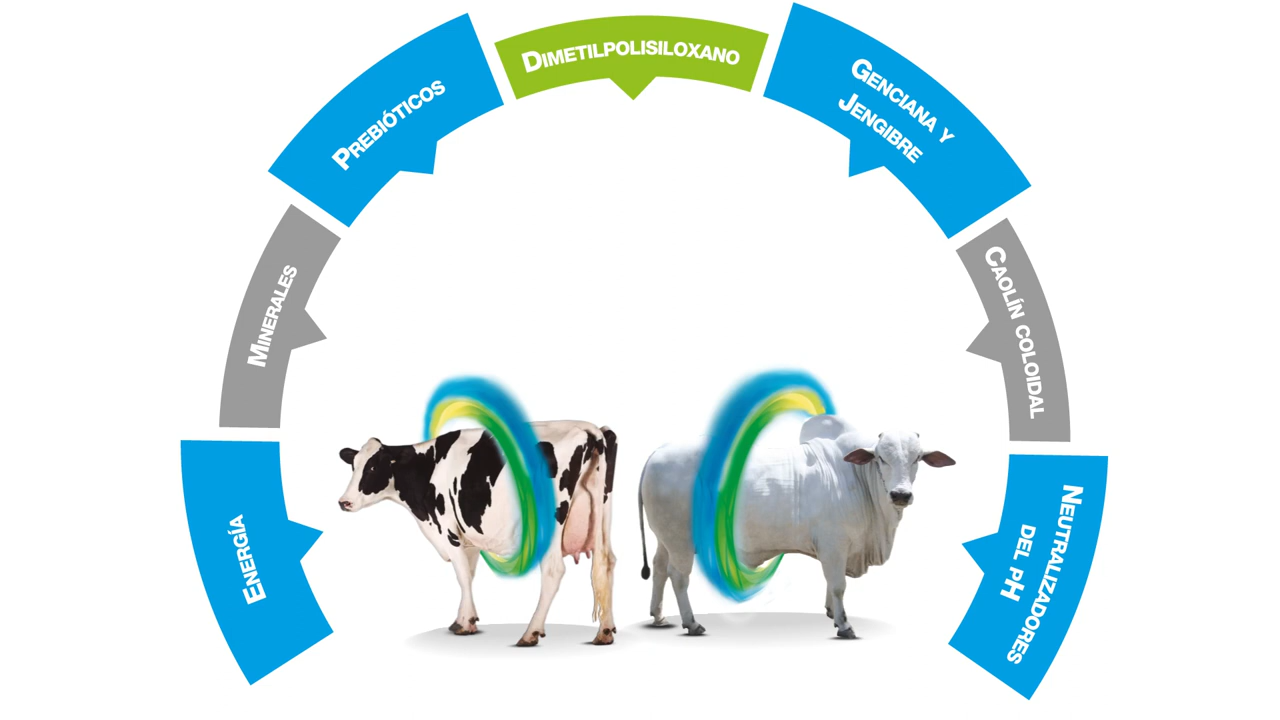 Energía
Minerales
Prebióticos
Dimetilpolisiloxano
Genciana y
Jengibre
Caolín coloidal
Neutralizadores
del pH